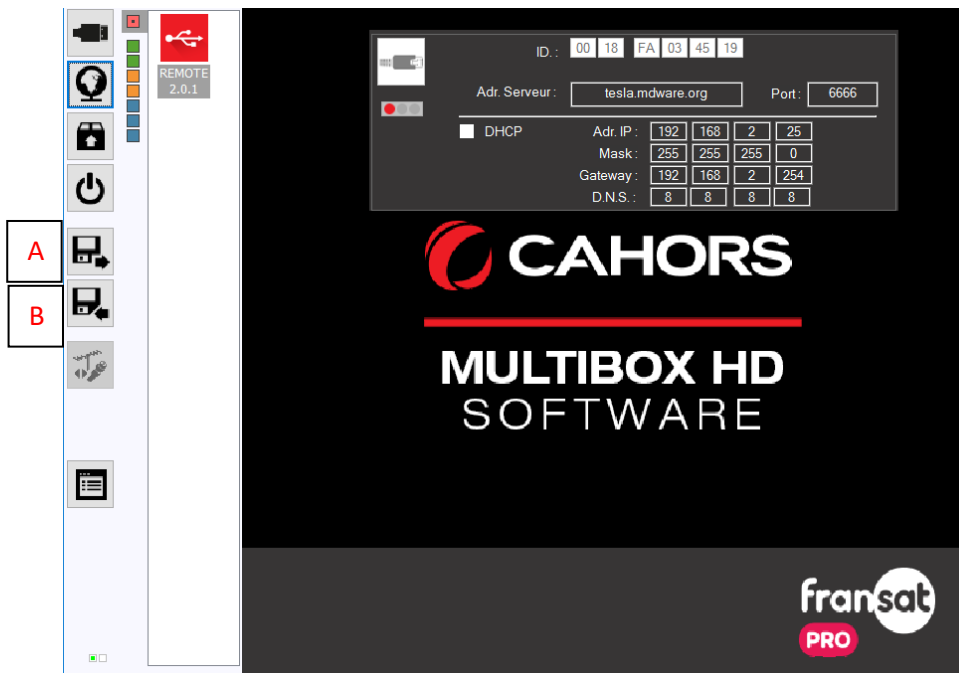 A
B
REMOTE
2.0.1
ID. : 00 18 FA 03 45 19
Adr. Serveur : tesla.mdware.org Port : 6666
DHCP Adr. IP : 192 168 2 25
Mask : 255 255 255 0
Gateway : 192 168 2 254
D.N.S. : 8 8 8 8
CAHORS
MULTIBOX HD
SOFTWARE
fransat
PRO